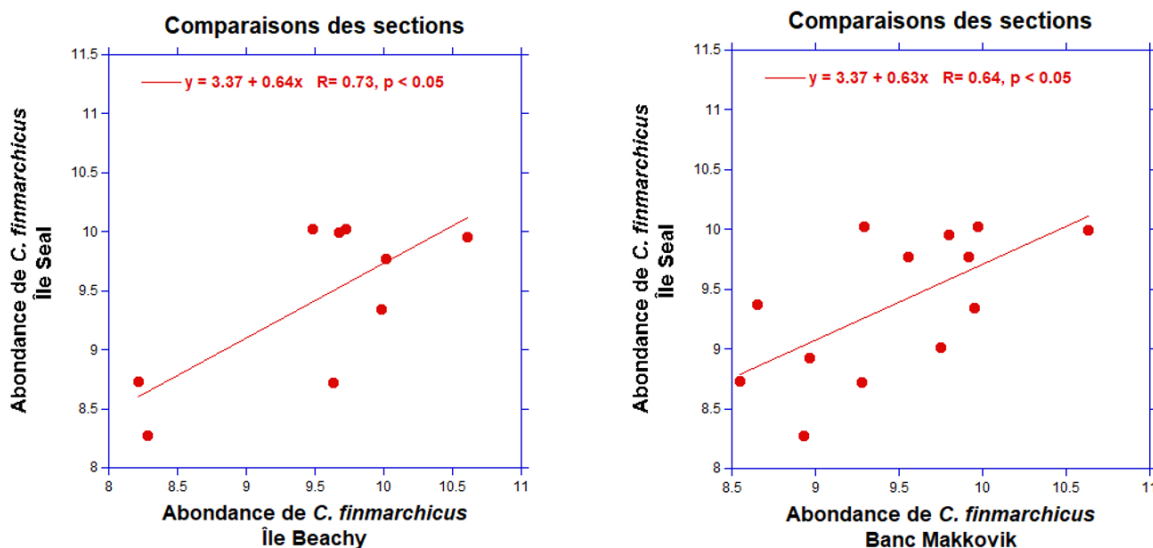 Comparaisons des sections
y = 3.37 + 0.64x R= 0.73, p < 0.05
11.5
11
10.5
10
9.5
9
8.5
8
Abondance de C. finmarchicus
Île Seal
8 8.5 9 9.5 10 10.5 11
Abondance de C. finmarchicus
Île Beachy
Comparaisons des sections
y = 3.37 + 0.63x R= 0.64, p < 0.05
11.5
11
10.5
10
9.5
9
8.5
8
Abondance de C. finmarchicus
Île Seal
8.5 9 9.5 10 10.5 11
Abondance de C. finmarchicus
Banc Makkovik